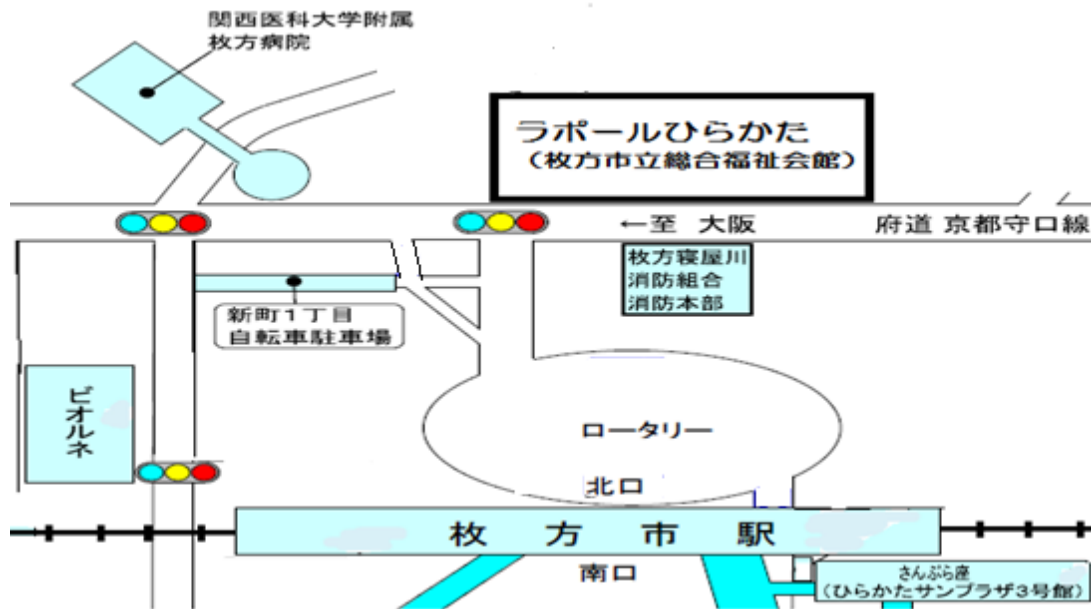 関西医科大学附属
枚方病院
ラポールひらかた
(枚方市立総合福祉会館)
←至 大阪
府道 京都守口線
枚方寝屋川
消防組合
消防本部
新町1丁目
自転車駐車場
ビオルネ
ロータリー
北口
枚方市駅
南口
さんぷら座
(ひらかたサンプラザ3号館)